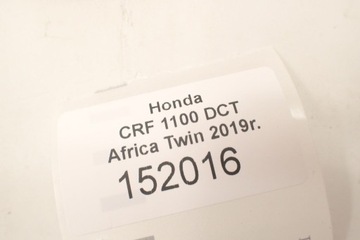 Honda
CRF 1100 DCT
Africa Twin 2019r.
152016